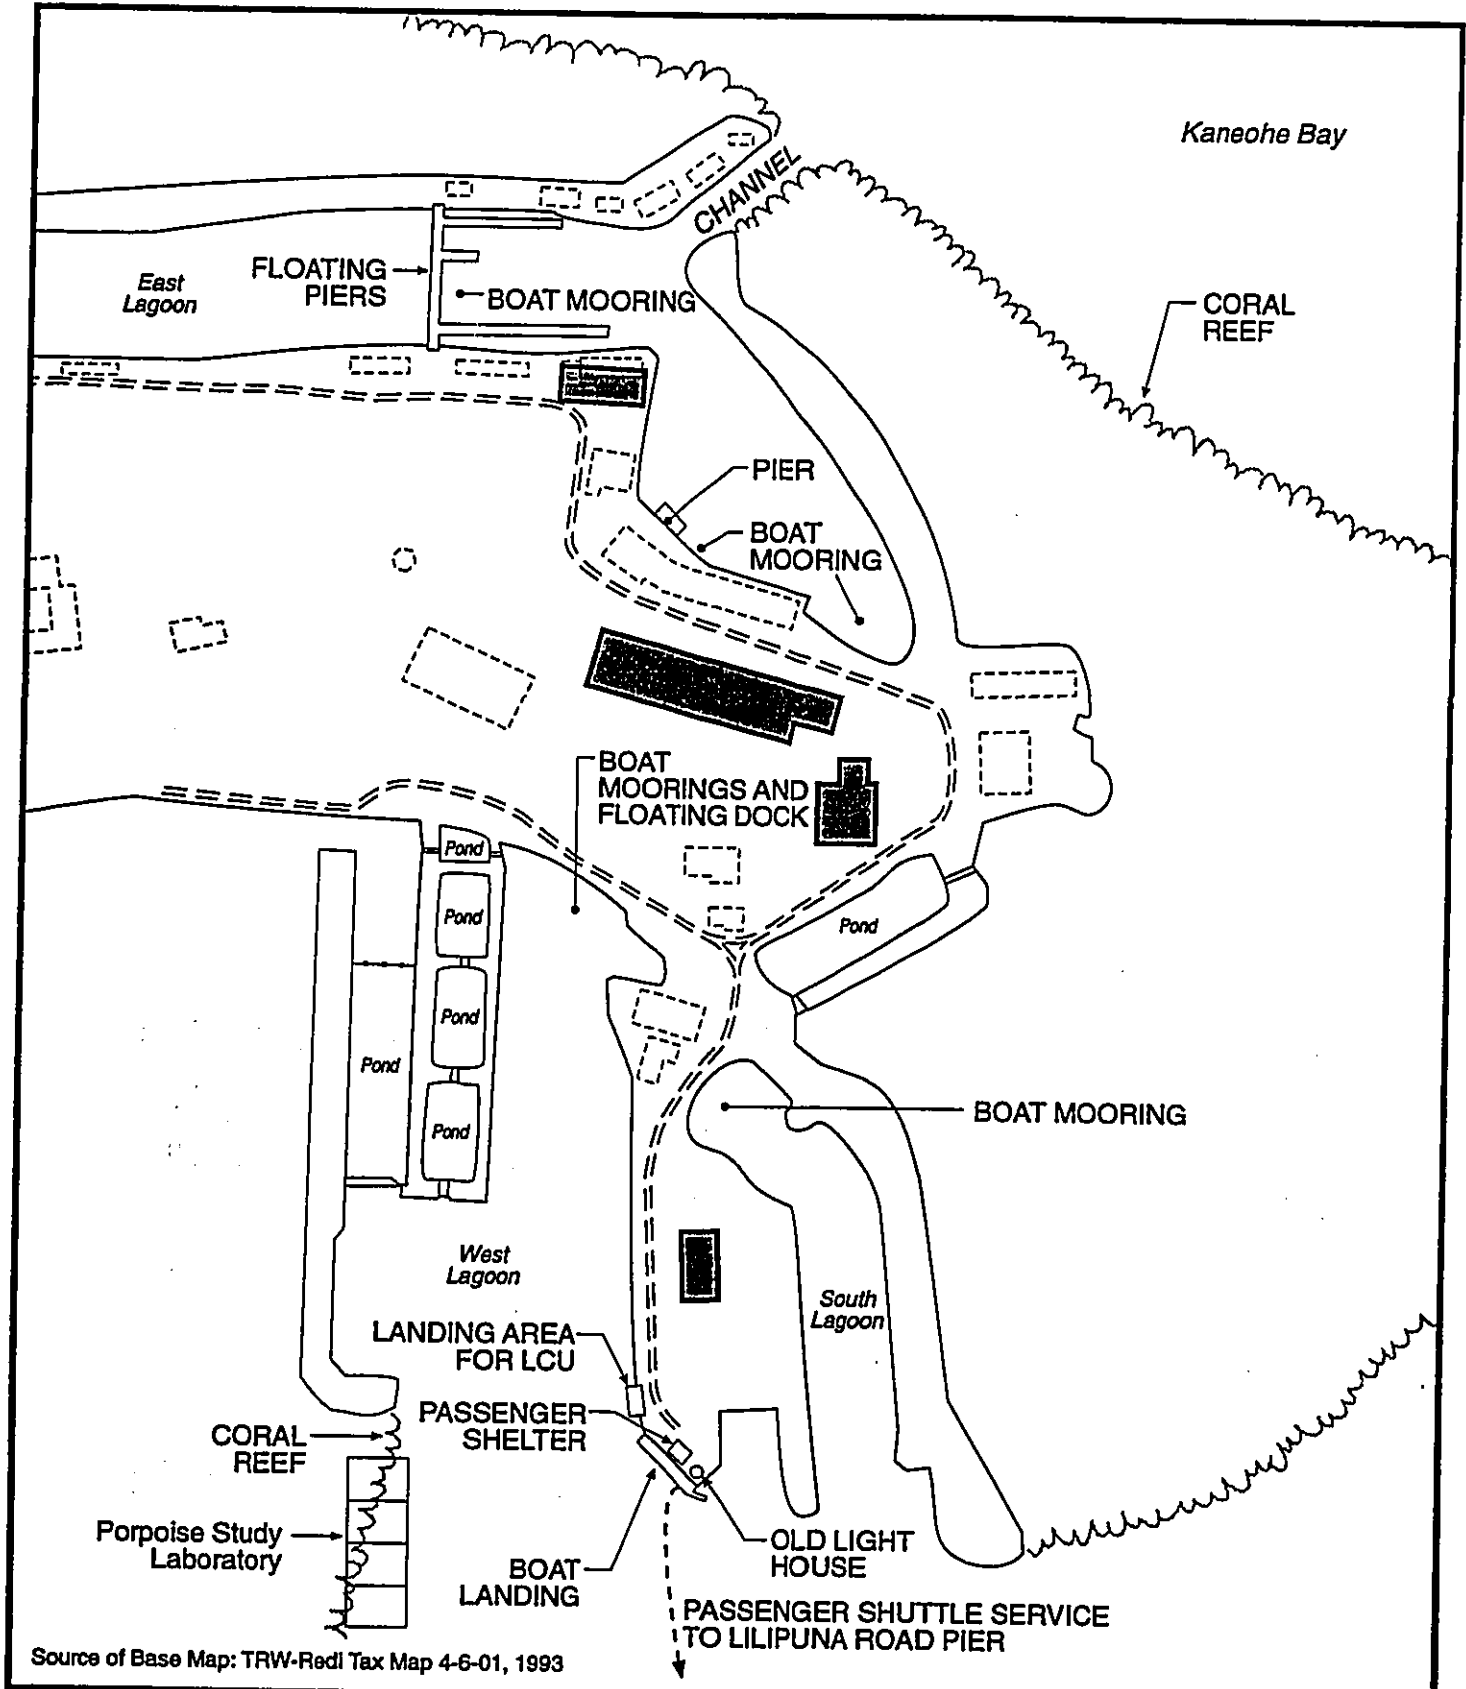 Kaneohe Bay
CHANNEL
East
Lagoon
FLOATING
PIERS
BOAT MOORING
CORAL
REEF
PIER
BOAT
MOORING
BOAT
MOORINGS AND
FLOATING DOCK
Pond
Pond
Pond
Pond
Pond
Pond
BOAT MOORING
West
Lagoon
South
Lagoon
LANDING AREA
FOR LCU
PASSENGER
SHELTER
CORAL
REEF
Porpoise Study
Laboratory
BOAT
LANDING
OLD LIGHT
HOUSE
PASSENGER SHUTTLE SERVICE
TO LILIPUNA ROAD PIER
Source of Base Map: TRW-Redi Tax Map 4-6-01, 1993